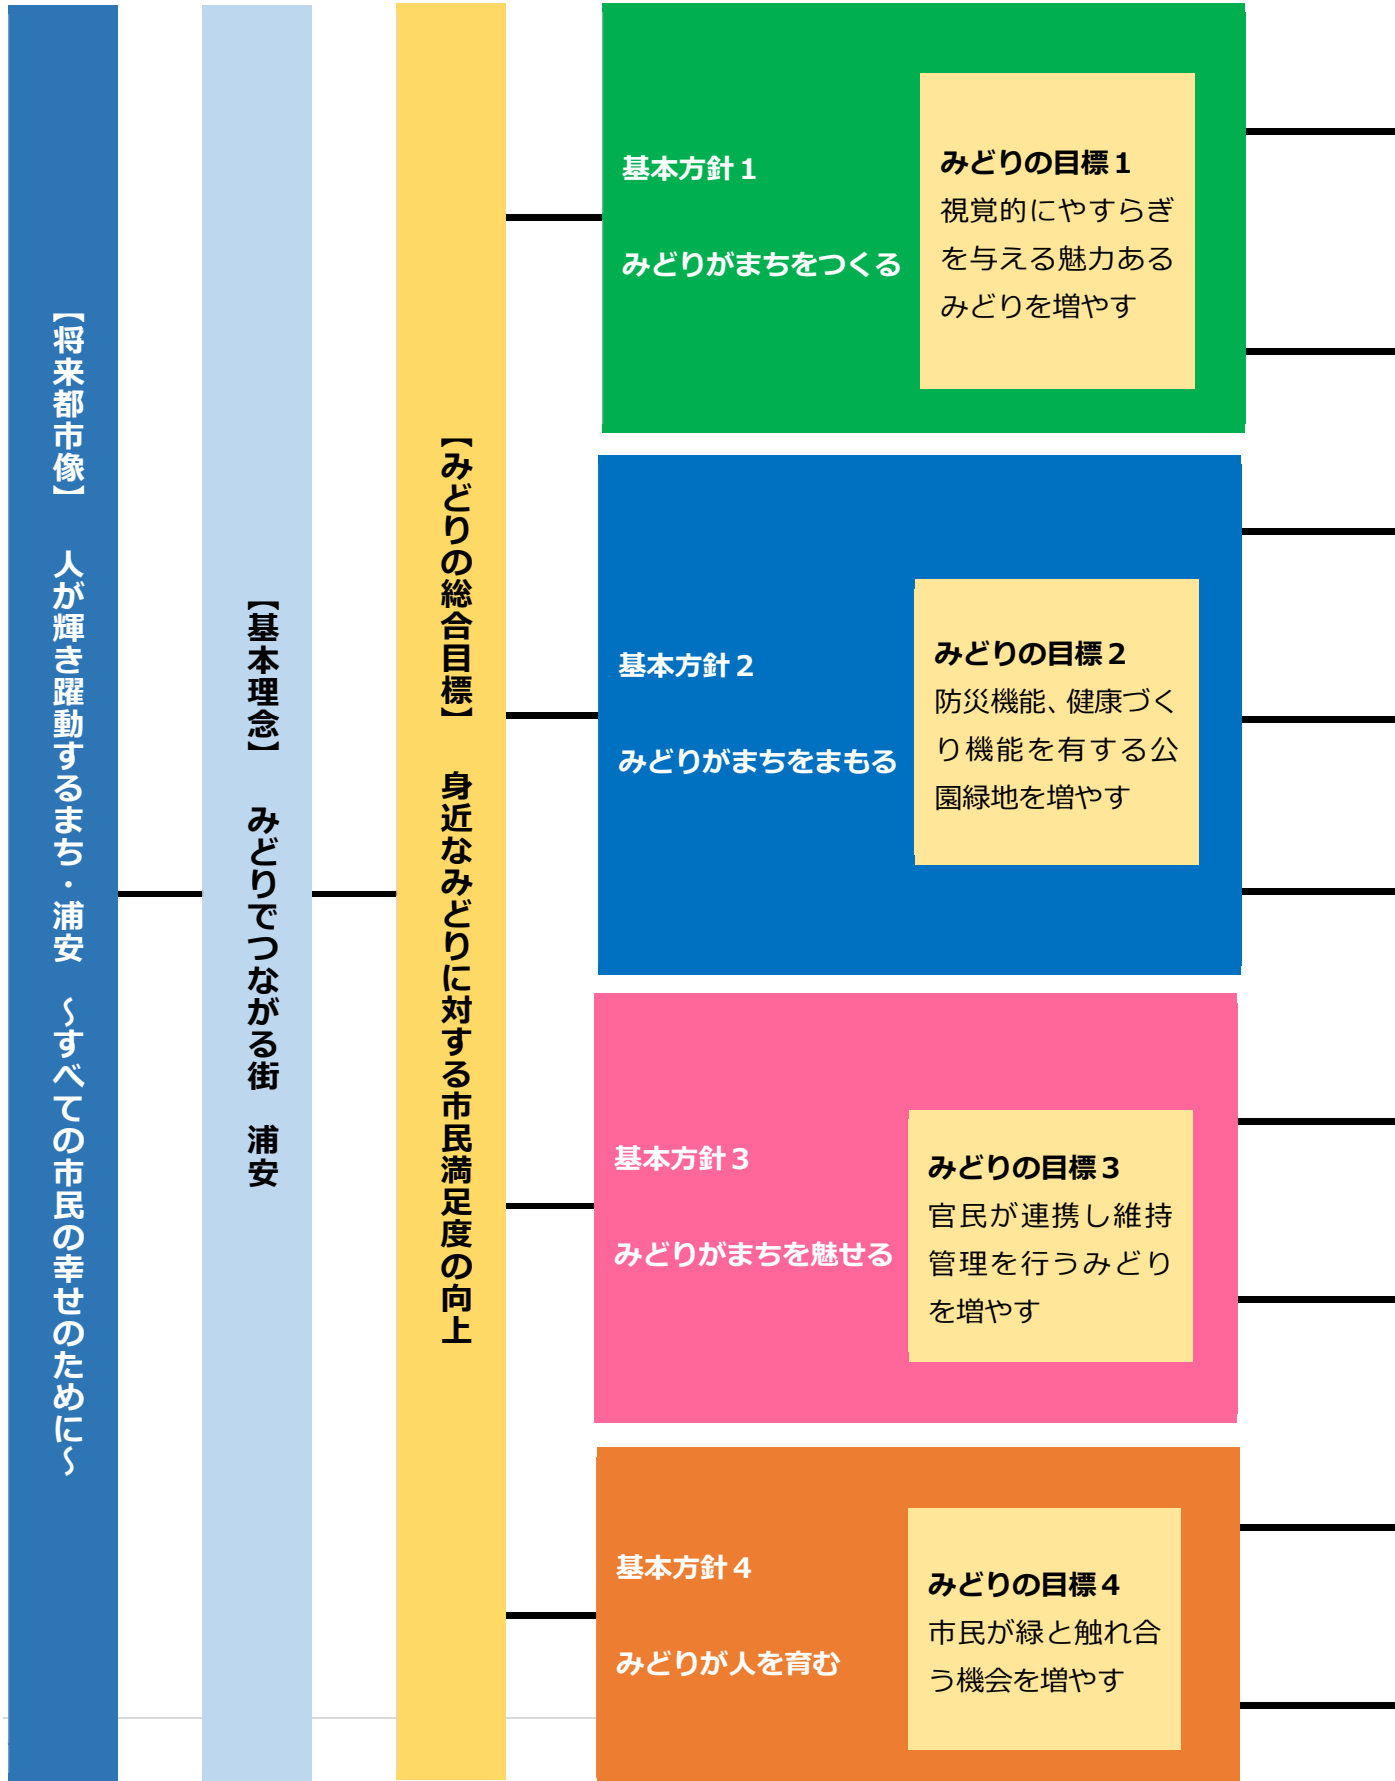 【将来都市像】　人が輝き躍動するまち・浦安　～すべての市民の幸せのために～
【基本理念】　みどりでつながる街　浦安
【みどりの総合目標】　身近なみどりに対する市民満足度の向上
基本方針１
みどりがまちをつくる
みどりの目標１
視覚的にやすらぎ
を与える魅力ある
みどりを増やす
基本方針２
みどりがまちをまもる
みどりの目標２
防災機能、健康づく
り機能を有する公
園緑地を増やす
基本方針３
みどりがまちを魅せる
みどりの目標３
官民が連携し維持
管理を行うみどり
を増やす
基本方針４
みどりが人を育む
みどりの目標４
市民が緑と触れ合
う機会を増やす